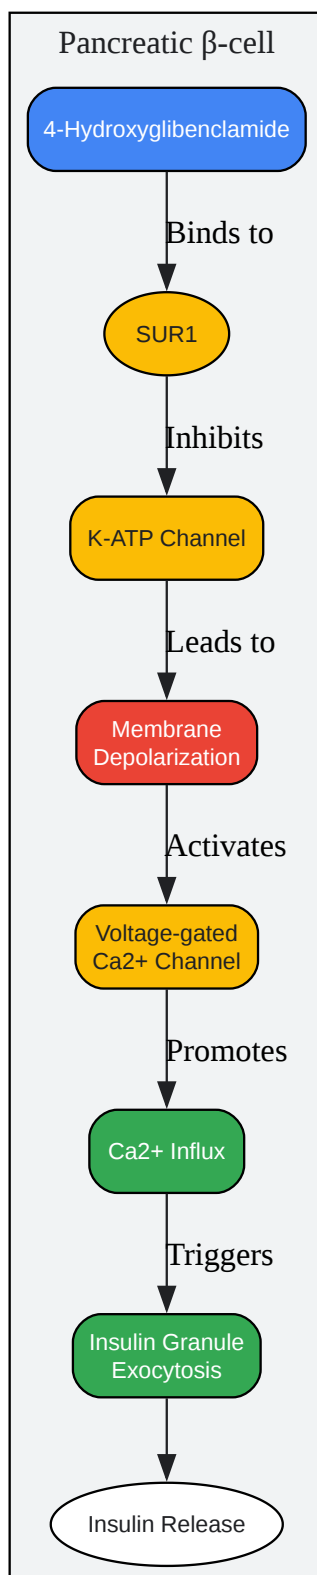 Pancreatic β-cell
4-Hydroxyglibenclamide
Binds to
SUR1
Inhibits
K-ATP Channel
Leads to
Membrane
Depolarization
Activates
Voltage-gated
Ca2+ Channel
Promotes
Ca2+ Influx
Triggers
Insulin Granule
Exocytosis
Insulin Release